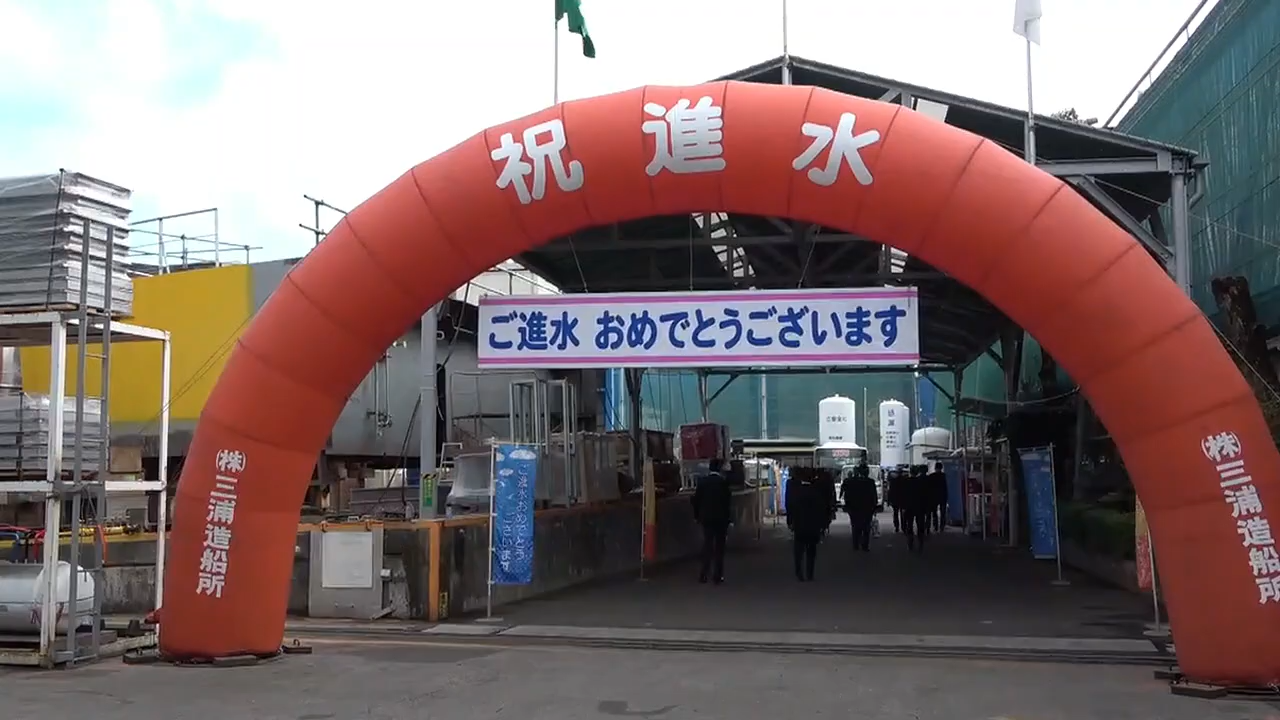 祝 進 水
ご進水 おめでとうございます
㈱三浦造船所
㈱三浦造船所
ご進水おめでとう
ございます